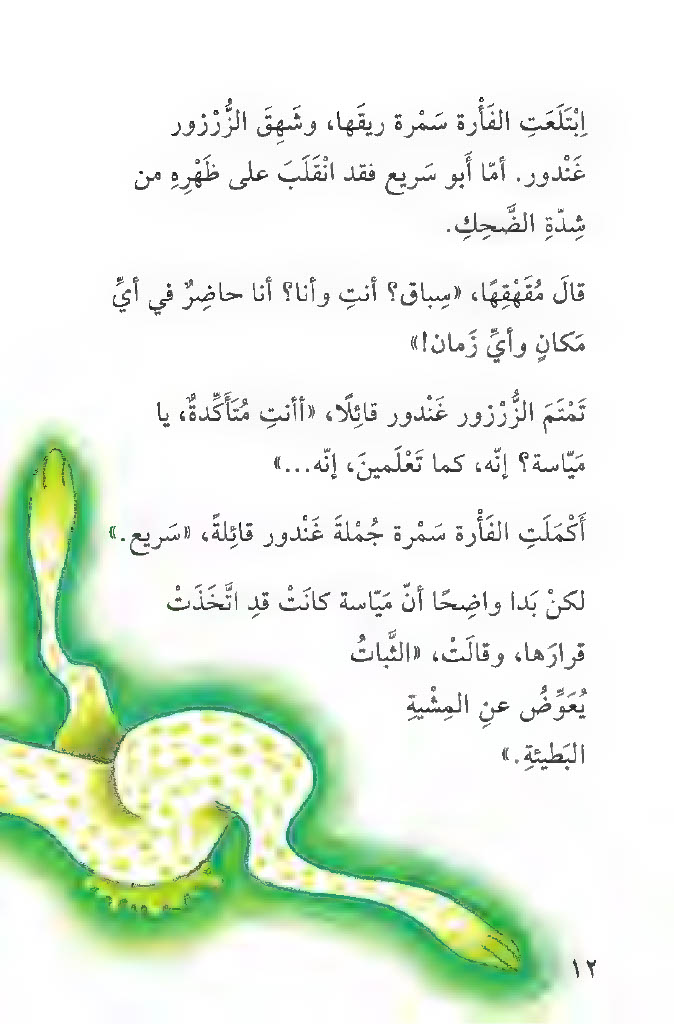 اِبْتَلَعَتِ الفَأْرة سَمْرة ريقَها، وشَهِقَ الزُّرْزور
غَنْدور. أمّا أَبو سَريع فقد انْقَلَبَ على ظَهْرِهِ من
شِدّةِ الضَّحِكِ.
قالَ مُقَهْقِهًا، «سِباق؟ أنتِ وأنا؟ أنا حاضِرٌ في أيِّ
مَكانٍ وأيِّ زَمان!»
تَمْتَمَ الزُّرْزور غَنْدور قائِلًا، «أأنتِ مُتَأَكِّدةٌ، يا
مَيّاسة؟ إنّه، كما تَعْلَمينَ، إنّه...»
أَكْمَلَتِ الفَأْرة سَمْرة جُمْلةَ غَنْدور قائِلةً، «سَريع.»
لكنْ بَدا واضِحًا أنّ مَيّاسة كانَتْ قدِ اتَّخَذَتْ
قرارَها، وقالَتْ، «الثَّباتُ
يُعَوِّضُ عنِ المِشْيةِ
البَطيئةِ.»
١٢